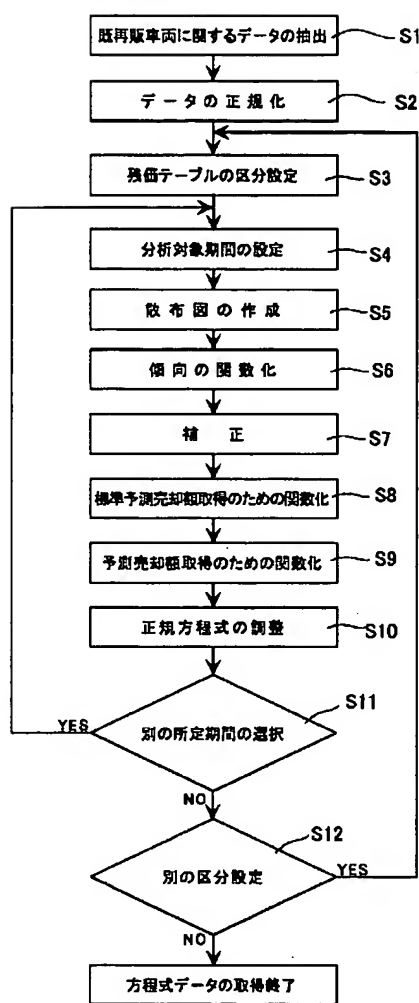 既再販車両に関するデータの抽出
S1
データの正規化
S2
残価テーブルの区分設定
S3
分析対象期間の設定
S4
散布図の作成
S5
傾向の関数化
S6
補正
S7
標準予測売却額取得のための関数化
S8
予測売却額取得のための関数化
S9
正規方程式の調整
S10
S11
別の所定期間の選択
YES
NO
S12
別の区分設定
YES
NO
方程式データの取得終了